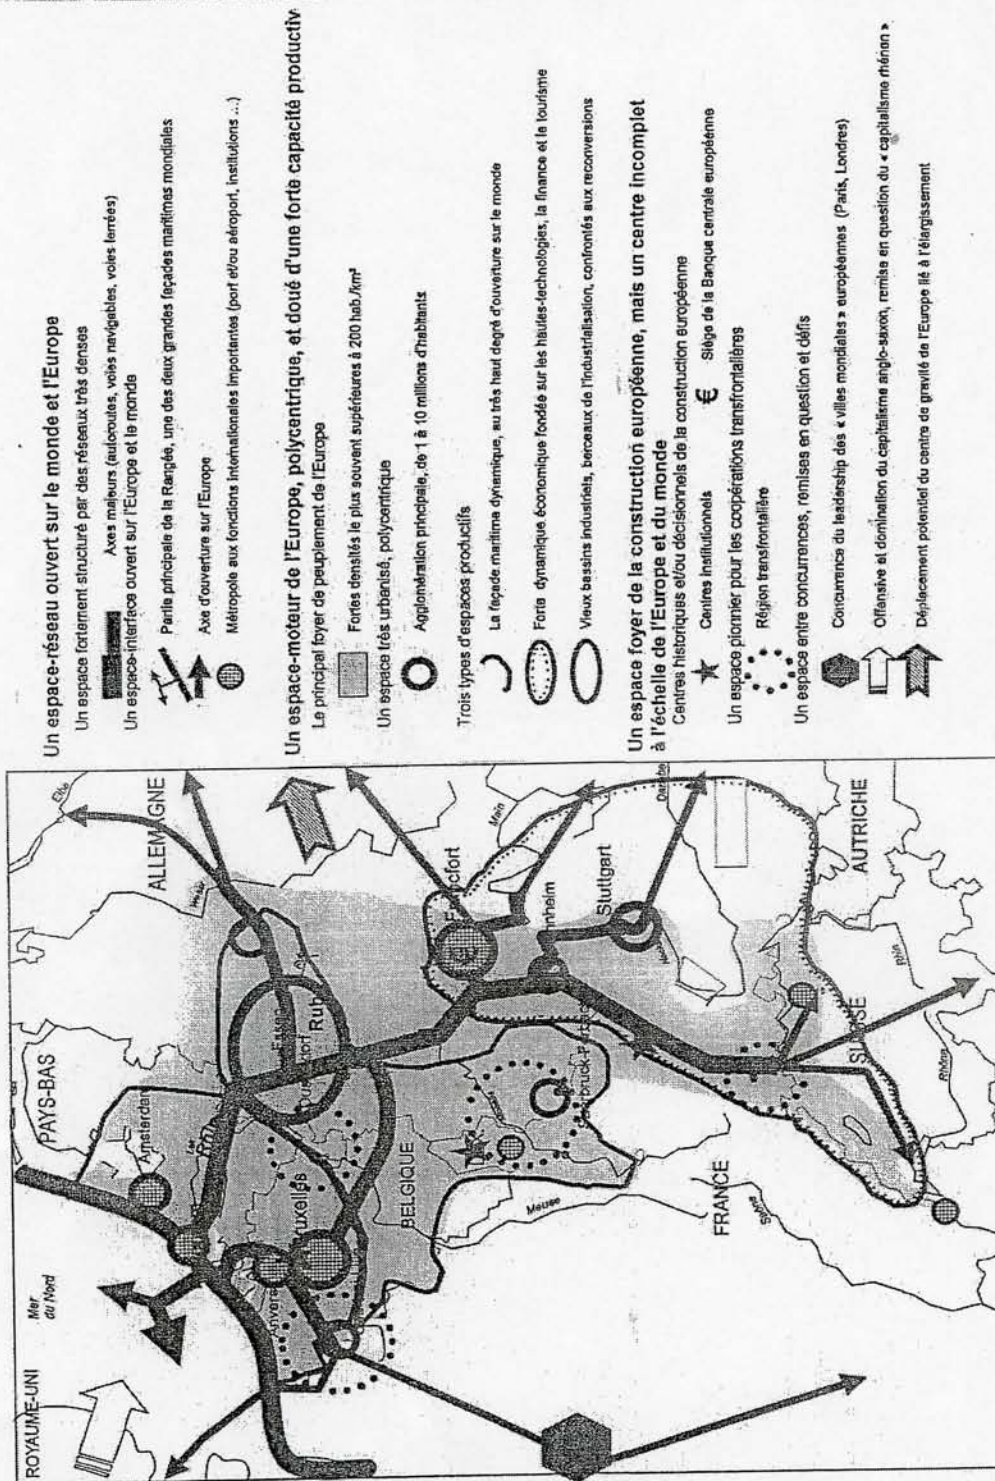 Un espace-réseau ouvert sur le monde et l'Europe
Un espace fortement structuré par des réseaux très denses
Axes majeurs (autoroutes, voies navigables, voies ferrées)
Un espace-interface ouvert sur l'Europe et le monde
Partie principale de la Rangée, une des deux grandes façades maritimes mondiales
Axe d'ouverture sur l'Europe
Métropole aux fonctions internationales importantes (port et/ou aéroport, institutions ...)
Un espace-moteur de l'Europe, polycentrique, et doué d'une forte capacité productiv
Le principal foyer de peuplement de l'Europe
Fortes densités le plus souvent supérieures à 200 hab./km²
Un espace très urbanisé, polycentrique
Agglomération principale, de 1 à 10 millions d'habitants
Trois types d'espaces productifs
La façade maritime dynamique, au très haut degré d'ouverture sur le monde
Forte dynamique économique fondée sur les hautes-technologies, la finance et le tourisme
Vieux bassins industriels, berceaux de l'industrialisation, confrontés aux reconversions
Un espace foyer de la construction européenne, mais un centre incomplet
à l'échelle de l'Europe et du monde
Centres historiques et/ou décisionnels de la construction européenne
Centres institutionnels
€ Siège de la Banque centrale européenne
Un espace pionnier pour les coopérations transfrontalières
Région transfrontalière
Un espace entre concurrences, remises en question et défis
Concurrence du leadership des « villes mondiales » européennes (Paris, Londres)
Offensive et domination du capitalisme anglo-saxon, remise en question du « capitalisme rhénan »
Déplacement potentiel du centre de gravité de l'Europe lié à l'élargissement
ROYAUME-UNI
Mer
du Nord
PAYS-BAS
Amsterdam
ALLEMAGNE
Elbe
Anvers
Bruxelles
Rhin
Essen
BELGIQUE
Meuse
Main
Stuttgart
Danube
FRANCE
SUISSE
AUTRICHE
Rhin
Rhône